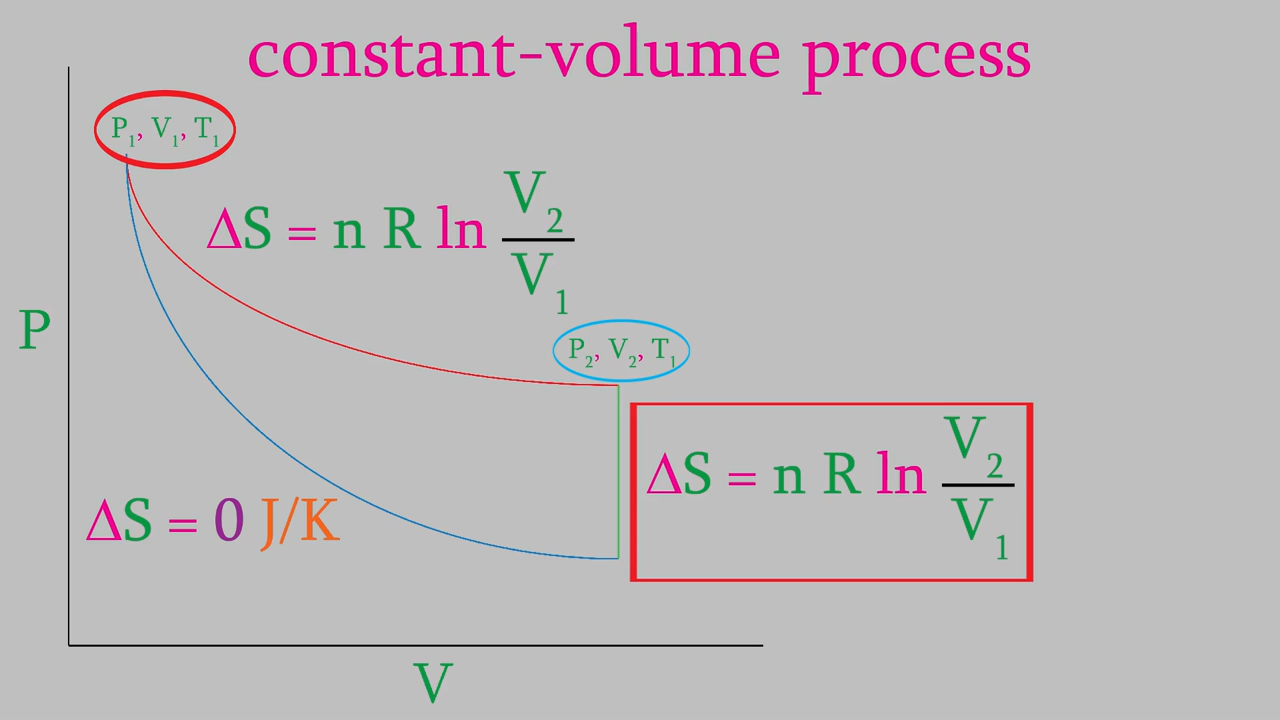 constant-volume process
P₁, V₁, T₁
ΔS = n R ln V₂/V₁
P
P₂, V₂, T₁
ΔS = n R ln V₂/V₁
ΔS = 0 J/K
V